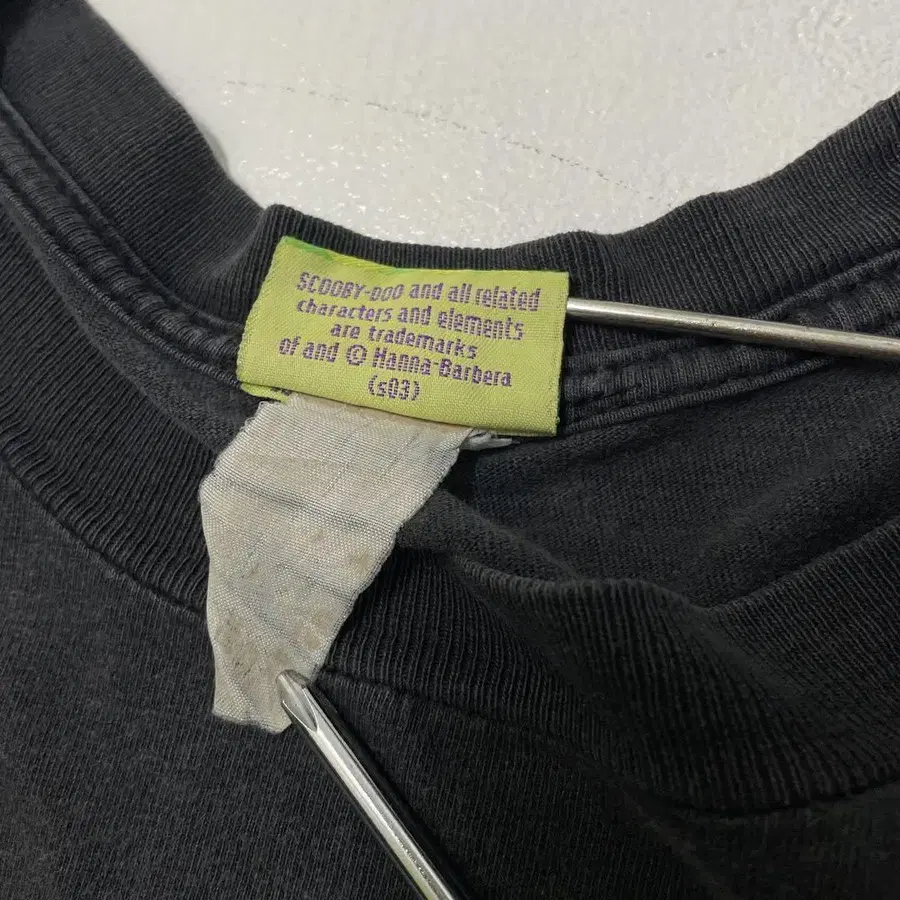 SCOOBY-DOO and all related
characters and elements
are trademarks
of and © Hanna-Barbera
(s03)